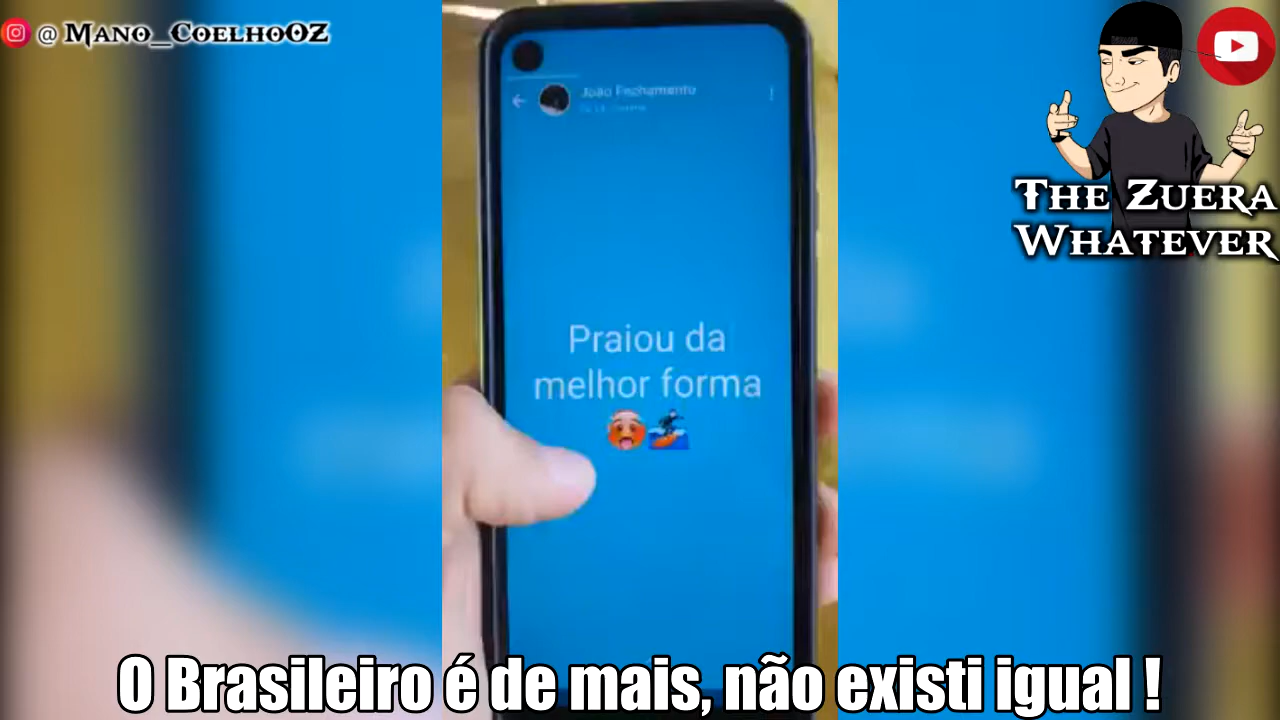 @ Mano_CoelhoOZ
The Zuera
Whatever
João Fechamento
Praiou da
melhor forma
🥵🏄
O Brasileiro é de mais, não existi igual !